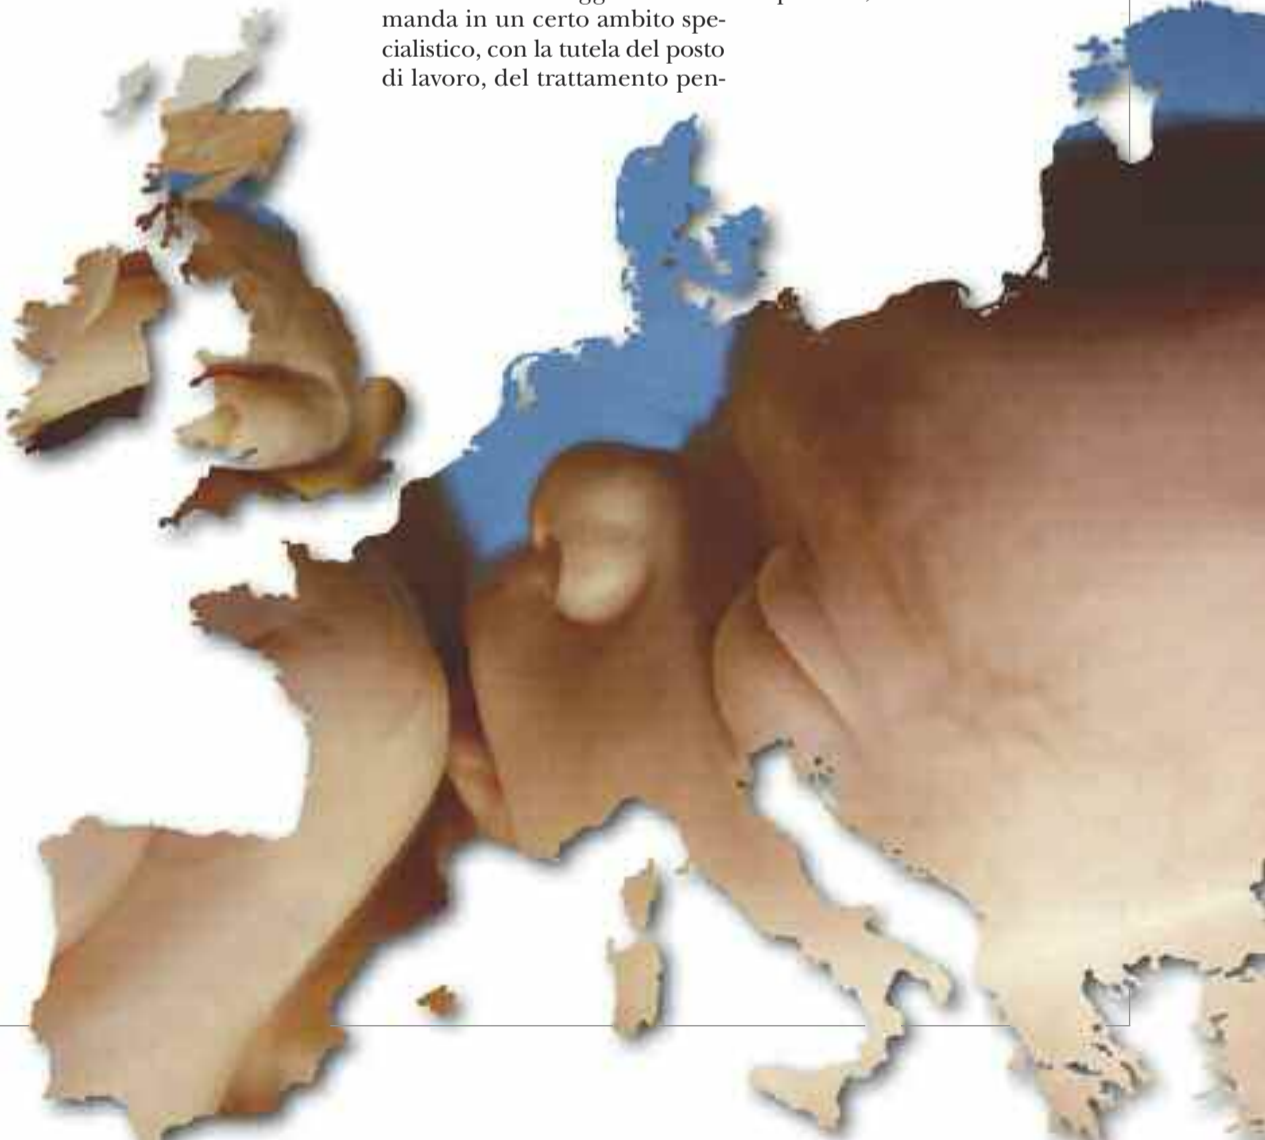 manda in un certo ambito spe-
cialistico, con la tutela del posto
di lavoro, del trattamento pen-